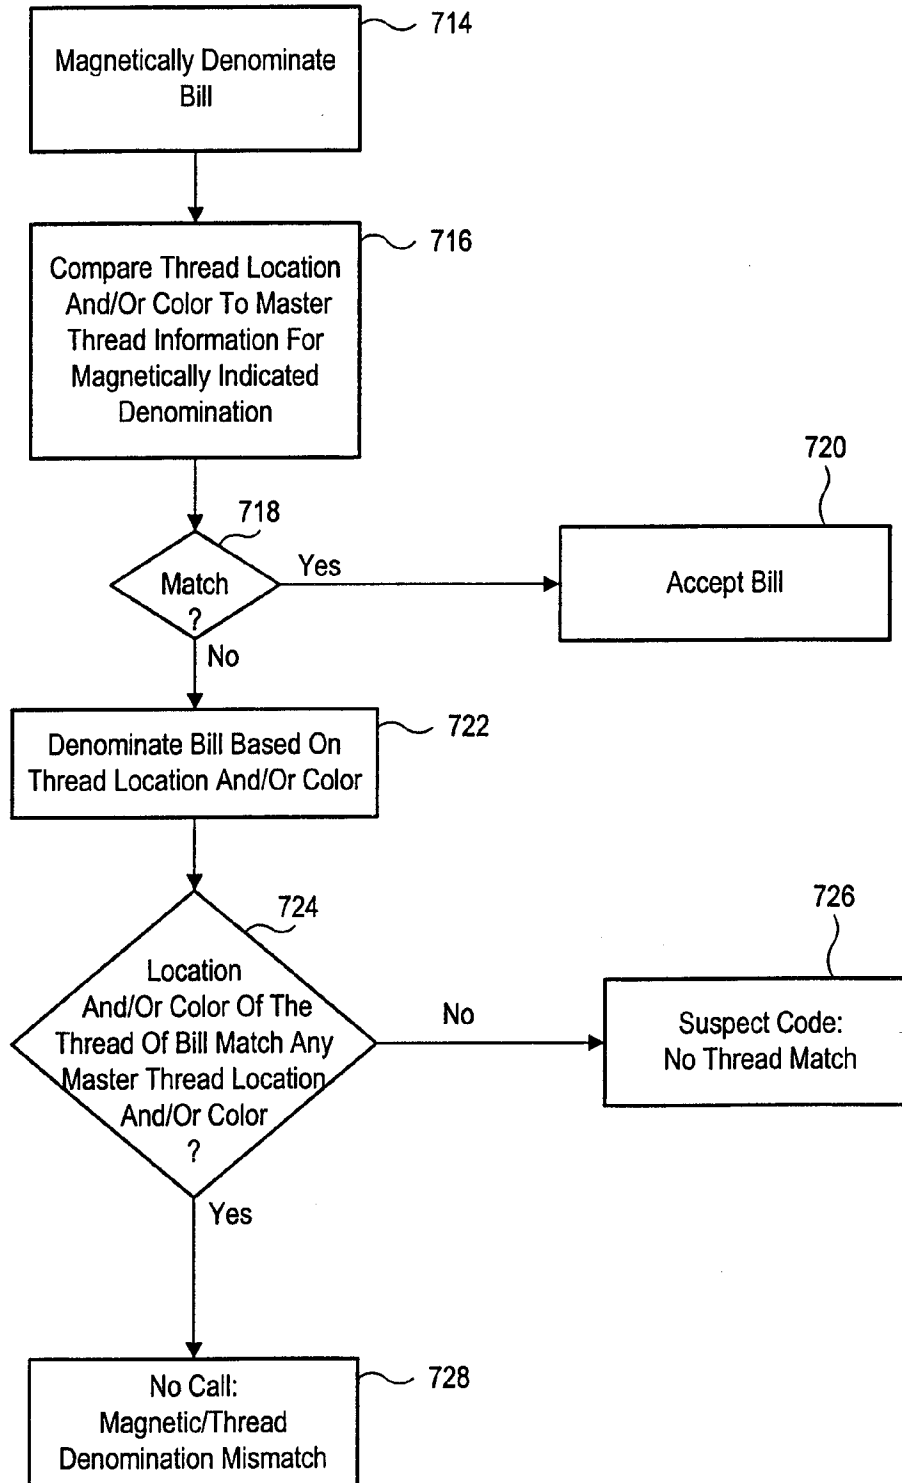 714
Magnetically Denominate
Bill
716
Compare Thread Location
And/Or Color To Master
Thread Information For
Magnetically Indicated
Denomination
718
Match
?
Yes
720
Accept Bill
No
722
Denominate Bill Based On
Thread Location And/Or Color
724
Location
And/Or Color Of The
Thread Of Bill Match Any
Master Thread Location
And/Or Color
?
No
726
Suspect Code:
No Thread Match
Yes
728
No Call:
Magnetic/Thread
Denomination Mismatch